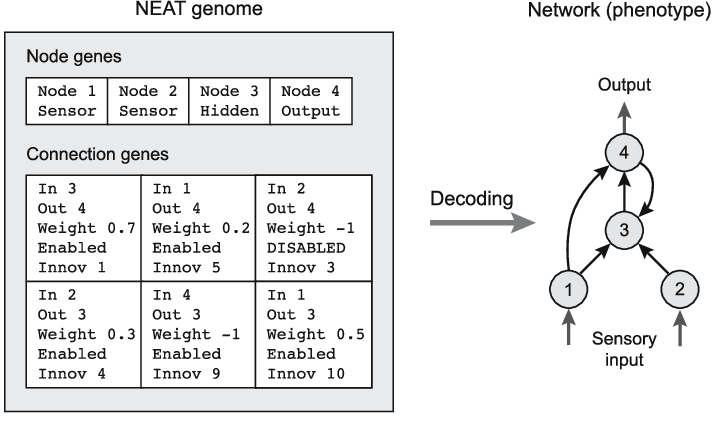 NEAT genome
Network (phenotype)
Node genes
Node 1 Node 2 Node 3 Node 4
Sensor Sensor Hidden Output
Connection genes
In 3
Out 4
Weight 0.7
Enabled
Innov 1
In 1
Out 4
Weight 0.2
Enabled
Innov 5
In 2
Out 4
Weight -1
DISABLED
Innov 3
In 2
Out 3
Weight 0.3
Enabled
Innov 4
In 4
Out 3
Weight -1
Enabled
Innov 9
In 1
Out 3
Weight 0.5
Enabled
Innov 10
Decoding
Output
4
3
1
2
Sensory
input